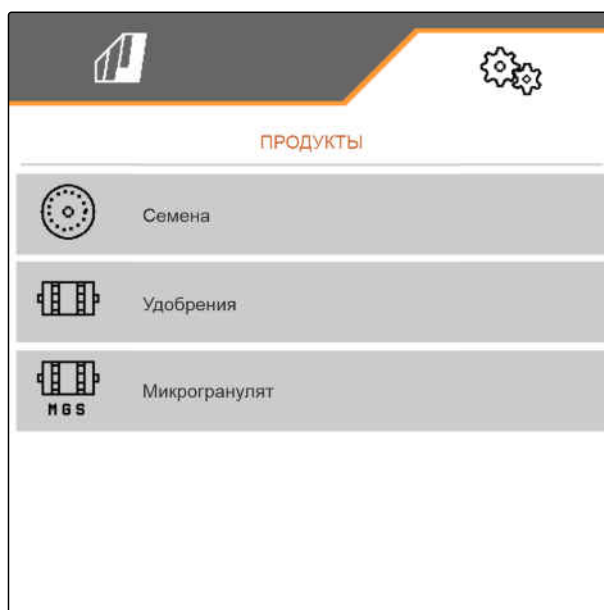 ПРОДУКТЫ
Семена
Удобрения
MGS
Микрогранулят